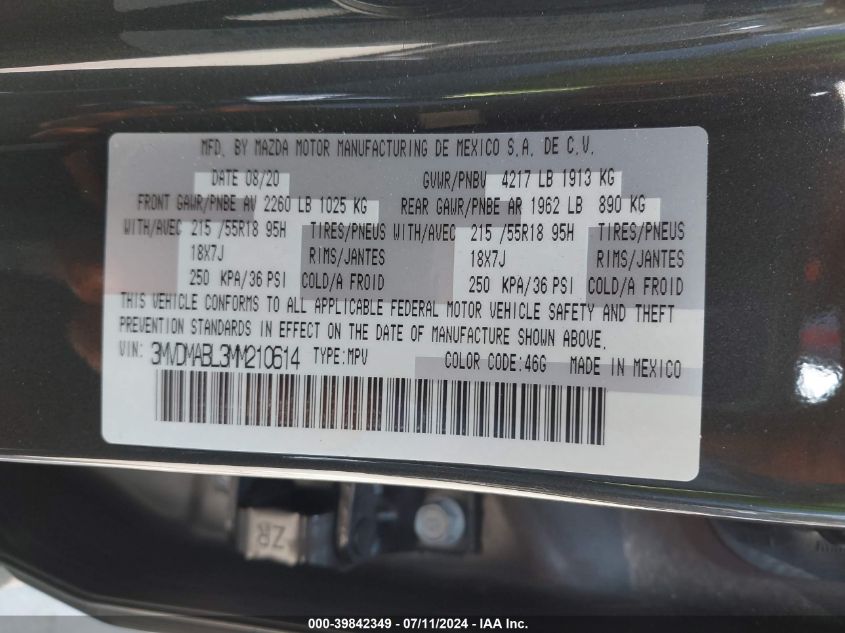 MFD. BY MAZDA MOTOR MANUFACTURING DE MEXICO S.A. DE C.V.
DATE 08/20 GVWR/PNBV 4217 LB 1913 KG
FRONT GAWR/PNBE AV 2260 LB 1025 KG REAR GAWR/PNBE AR 1962 LB 890 KG
WITH/AVEC 215 /55R18 95H TIRES/PNEUS WITH/AVEC 215 /55R18 95H TIRES/PNEUS
18X7J RIMS/JANTES 18X7J RIMS/JANTES
250 KPA/36 PSI COLD/A FROID 250 KPA/36 PSI COLD/A FROID
THIS VEHICLE CONFORMS TO ALL APPLICABLE FEDERAL MOTOR VEHICLE SAFETY AND THEFT
PREVENTION STANDARDS IN EFFECT ON THE DATE OF MANUFACTURE SHOWN ABOVE.
VIN: 3MVDMABL3MM210614 TYPE:MPV COLOR CODE:46G MADE IN MEXICO
ZR
000-39842349 - 07/11/2024 - IAA Inc.